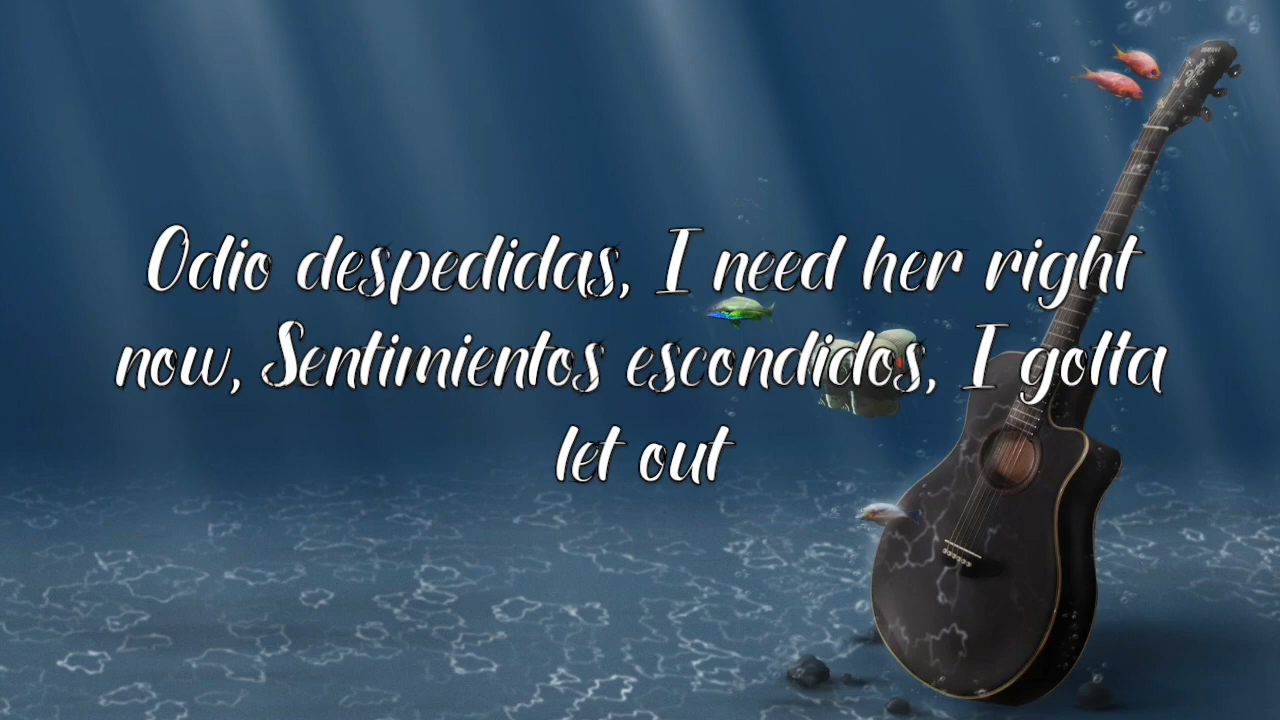 Odio despedidas, I need her right
now, Sentimientos escondidos, I gotta
let out